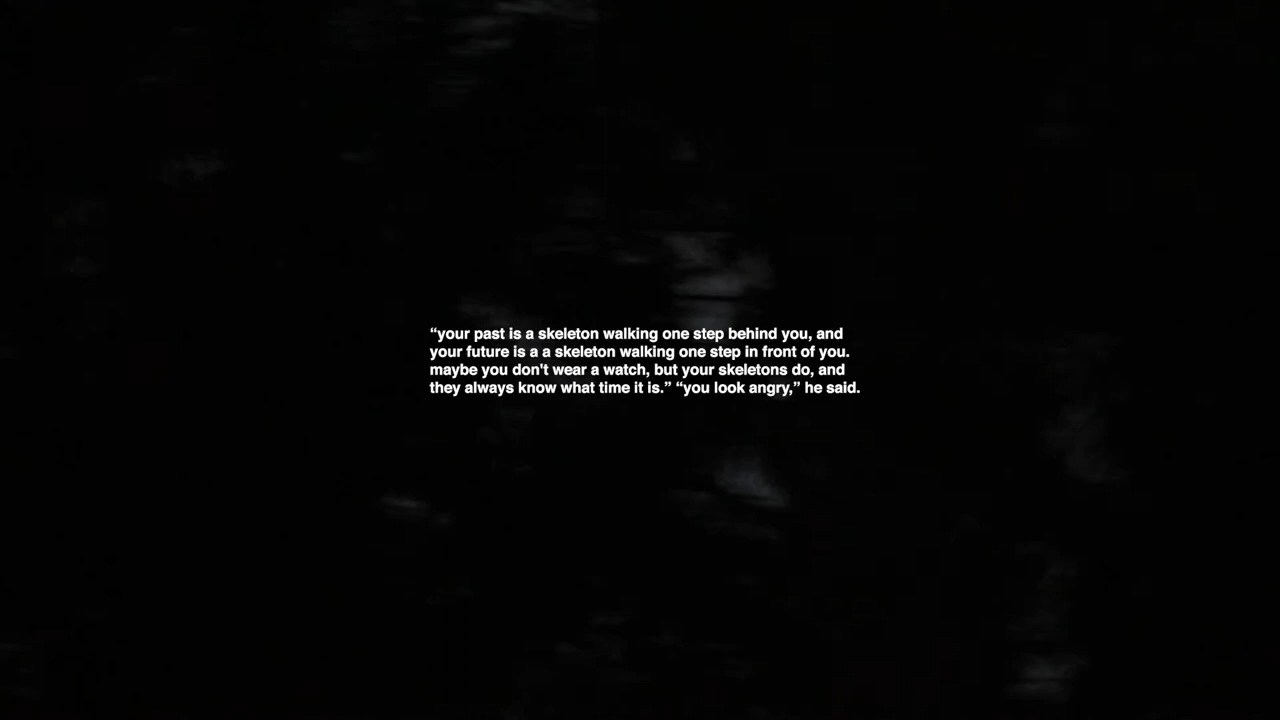 “your past is a skeleton walking one step behind you, and
your future is a a skeleton walking one step in front of you.
maybe you don't wear a watch, but your skeletons do, and
they always know what time it is.” “you look angry,” he said.